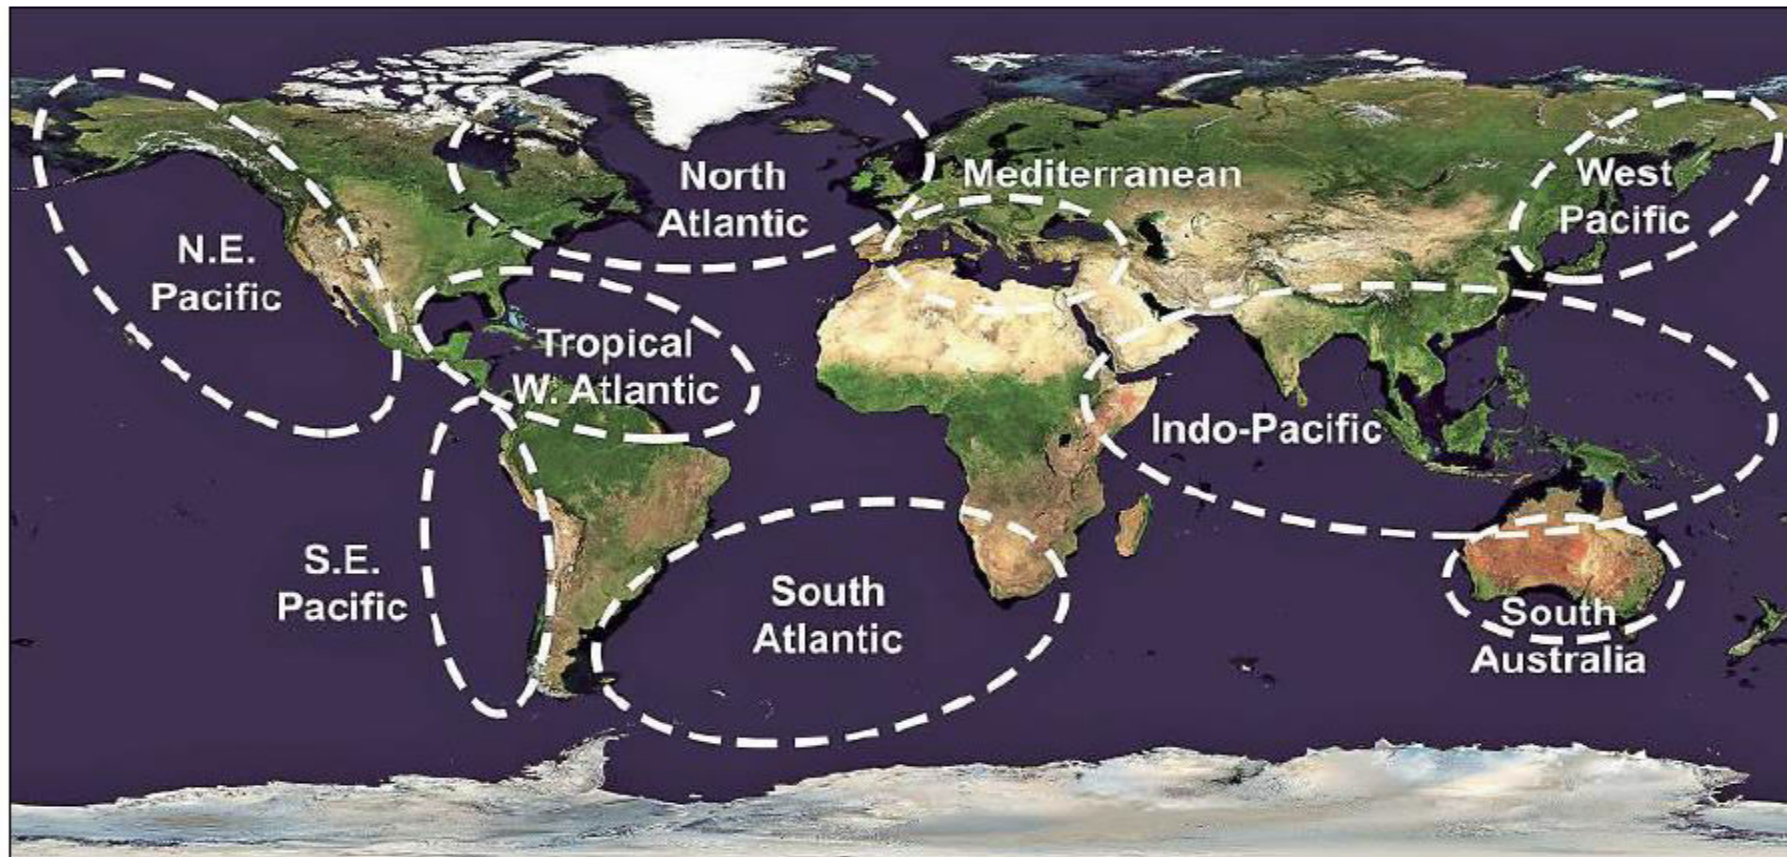 North
Atlantic
Mediterranean
West
Pacific
N.E.
Pacific
Tropical
W. Atlantic
Indo-Pacific
S.E.
Pacific
South
Atlantic
South
Australia